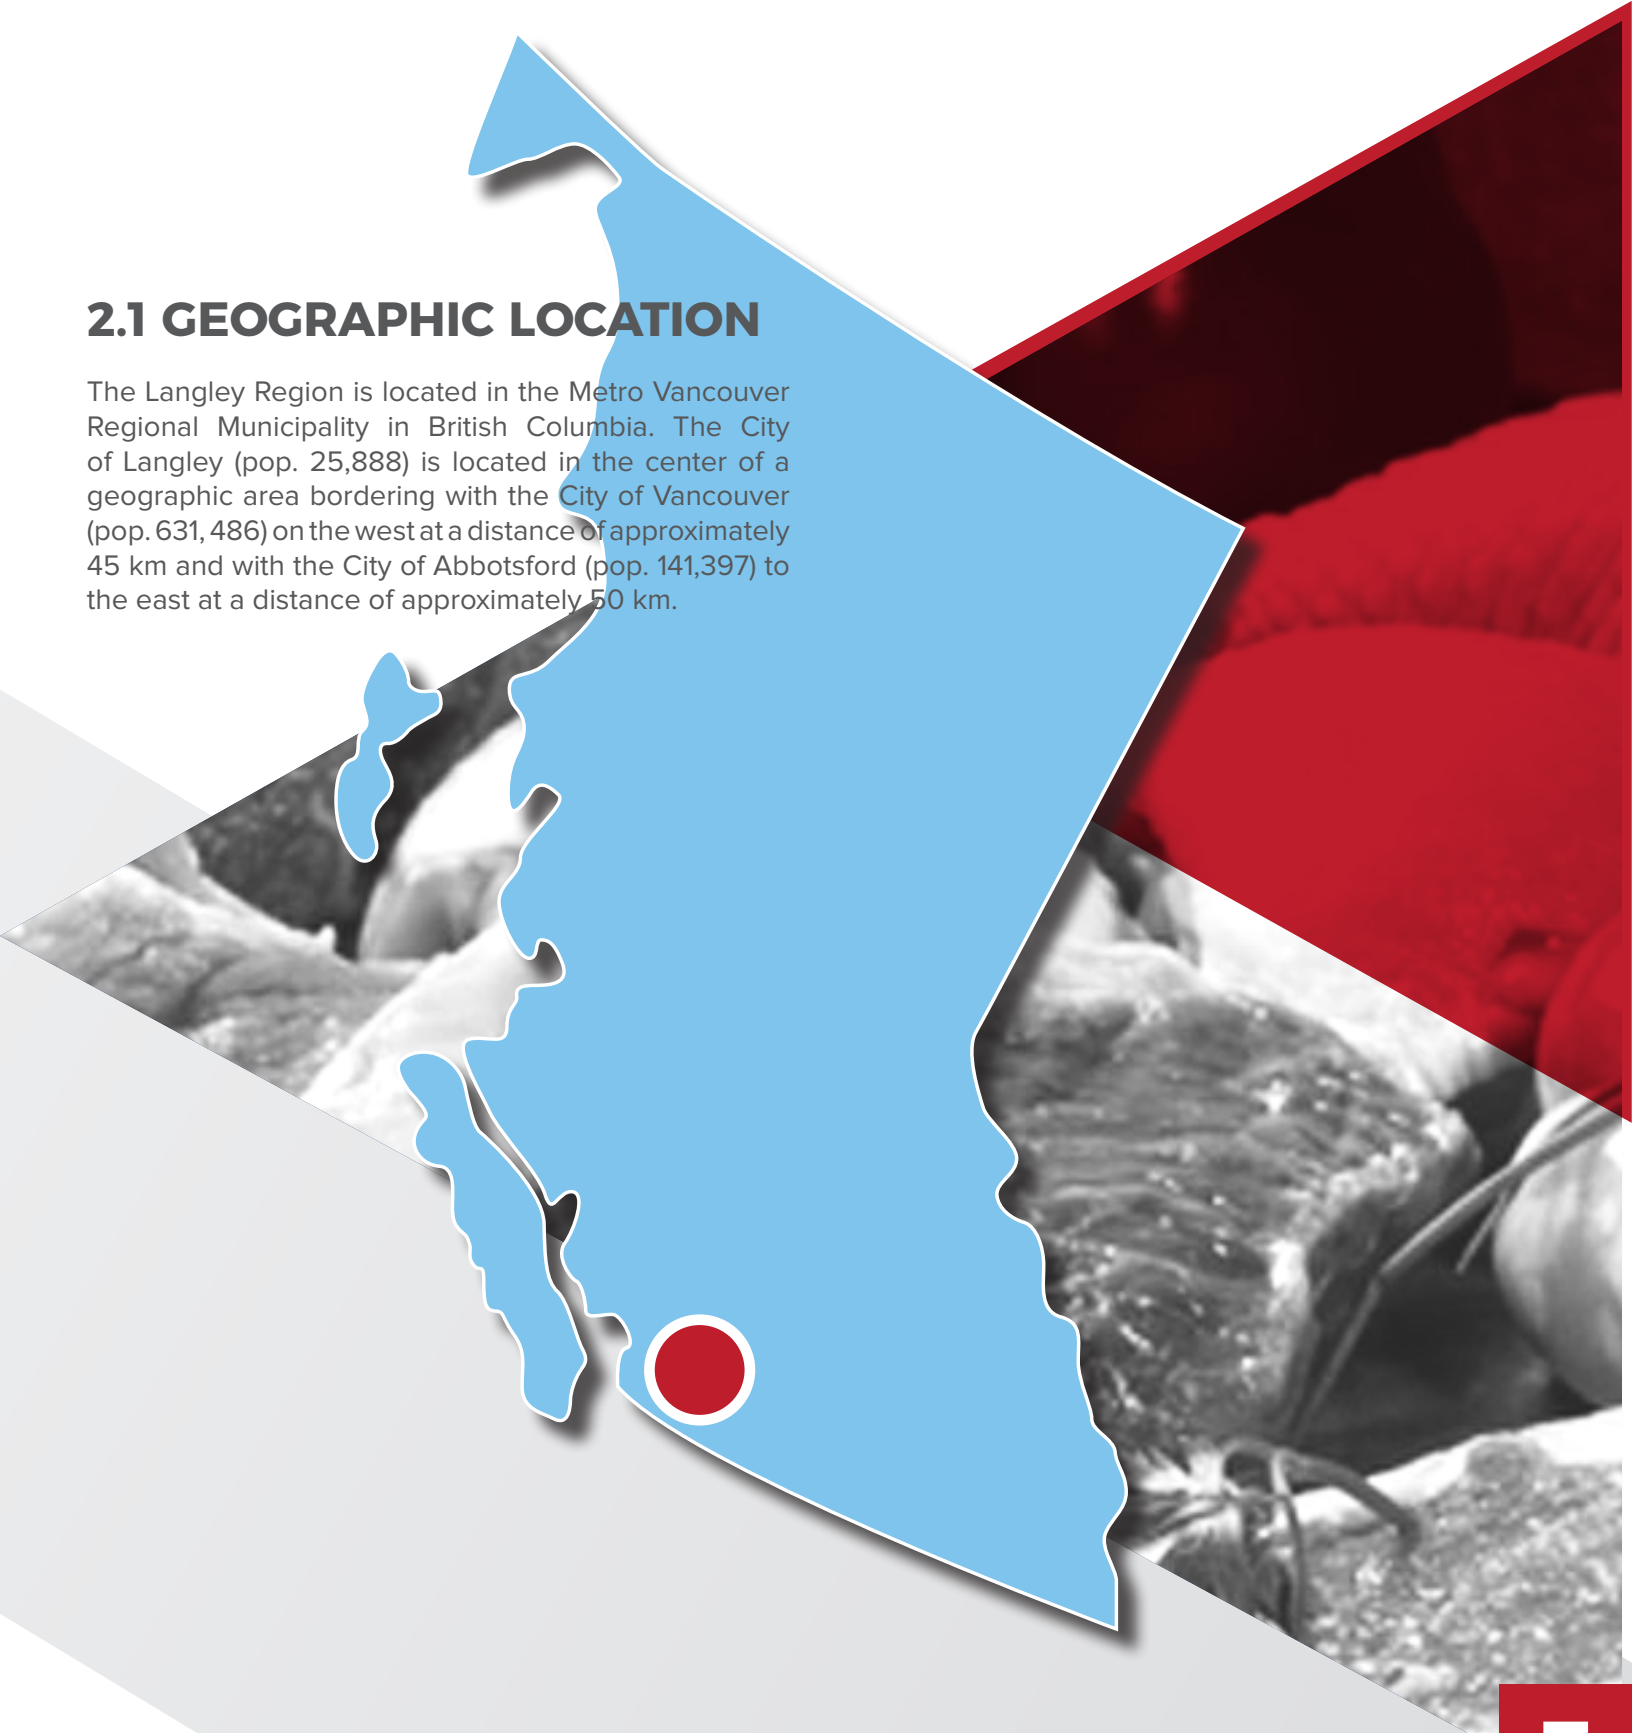 2.1 GEOGRAPHIC LOCATION
The Langley Region is located in the Metro Vancouver
Regional Municipality in British Columbia. The City
of Langley (pop. 25,888) is located in the center of a
geographic area bordering with the City of Vancouver
(pop. 631, 486) on the west at a distance of approximately
45 km and with the City of Abbotsford (pop. 141,397) to
the east at a distance of approximately 50 km.